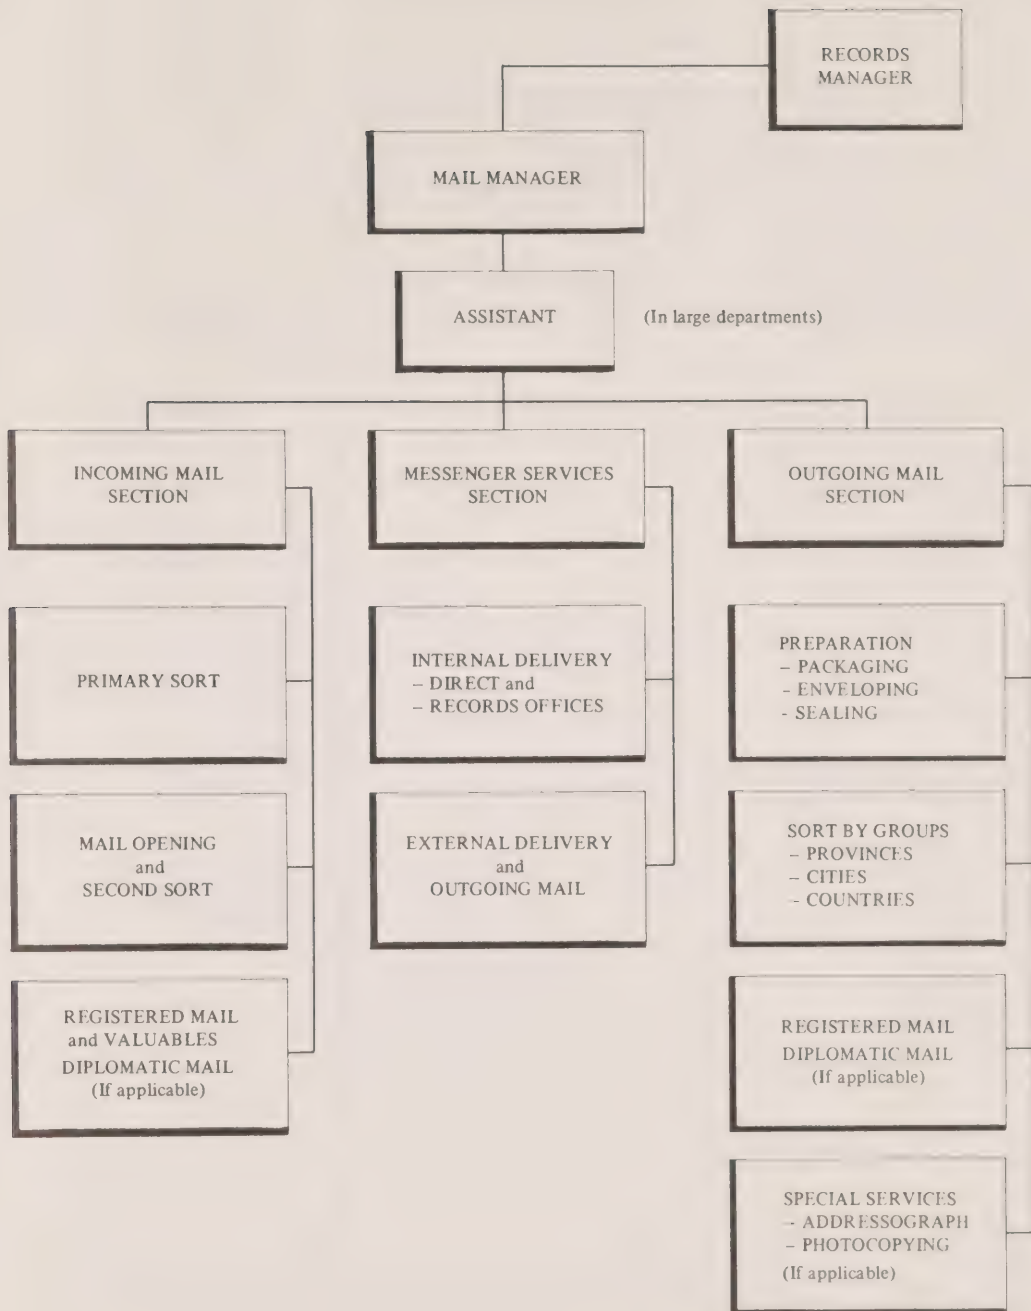 RECORDS
MANAGER
MAIL MANAGER
ASSISTANT
(In large departments)
INCOMING MAIL
SECTION
MESSENGER SERVICES
SECTION
OUTGOING MAIL
SECTION
PRIMARY SORT
INTERNAL DELIVERY
– DIRECT and
– RECORDS OFFICES
PREPARATION
– PACKAGING
– ENVELOPING
- SEALING
MAIL OPENING
and
SECOND SORT
EXTERNAL DELIVERY
and
OUTGOING MAIL
SORT BY GROUPS
– PROVINCES
– CITIES
– COUNTRIES
REGISTERED MAIL
and VALUABLES
DIPLOMATIC MAIL
(If applicable)
REGISTERED MAIL
DIPLOMATIC MAIL
(If applicable)
SPECIAL SERVICES
– ADDRESSOGRAPH
– PHOTOCOPYING
(If applicable)